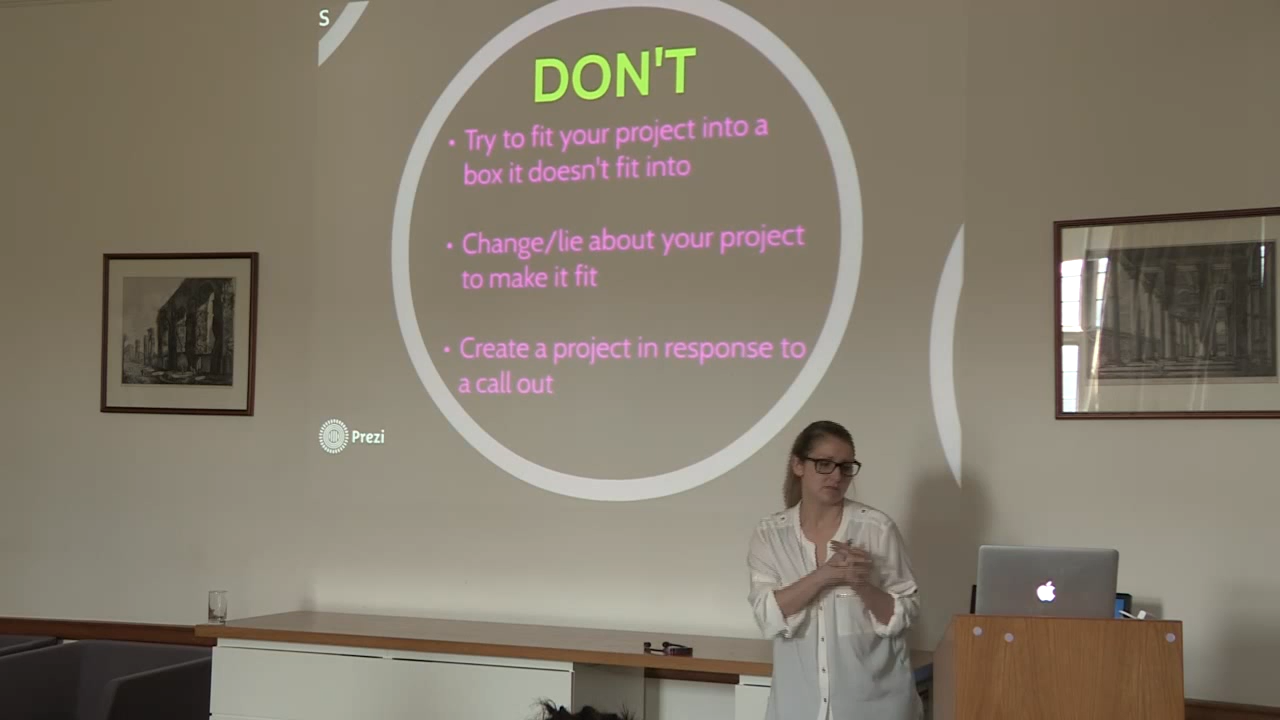 S
DON'T
• Try to fit your project into a
box it doesn't fit into
• Change/lie about your project
to make it fit
• Create a project in response to
a call out
Prezi